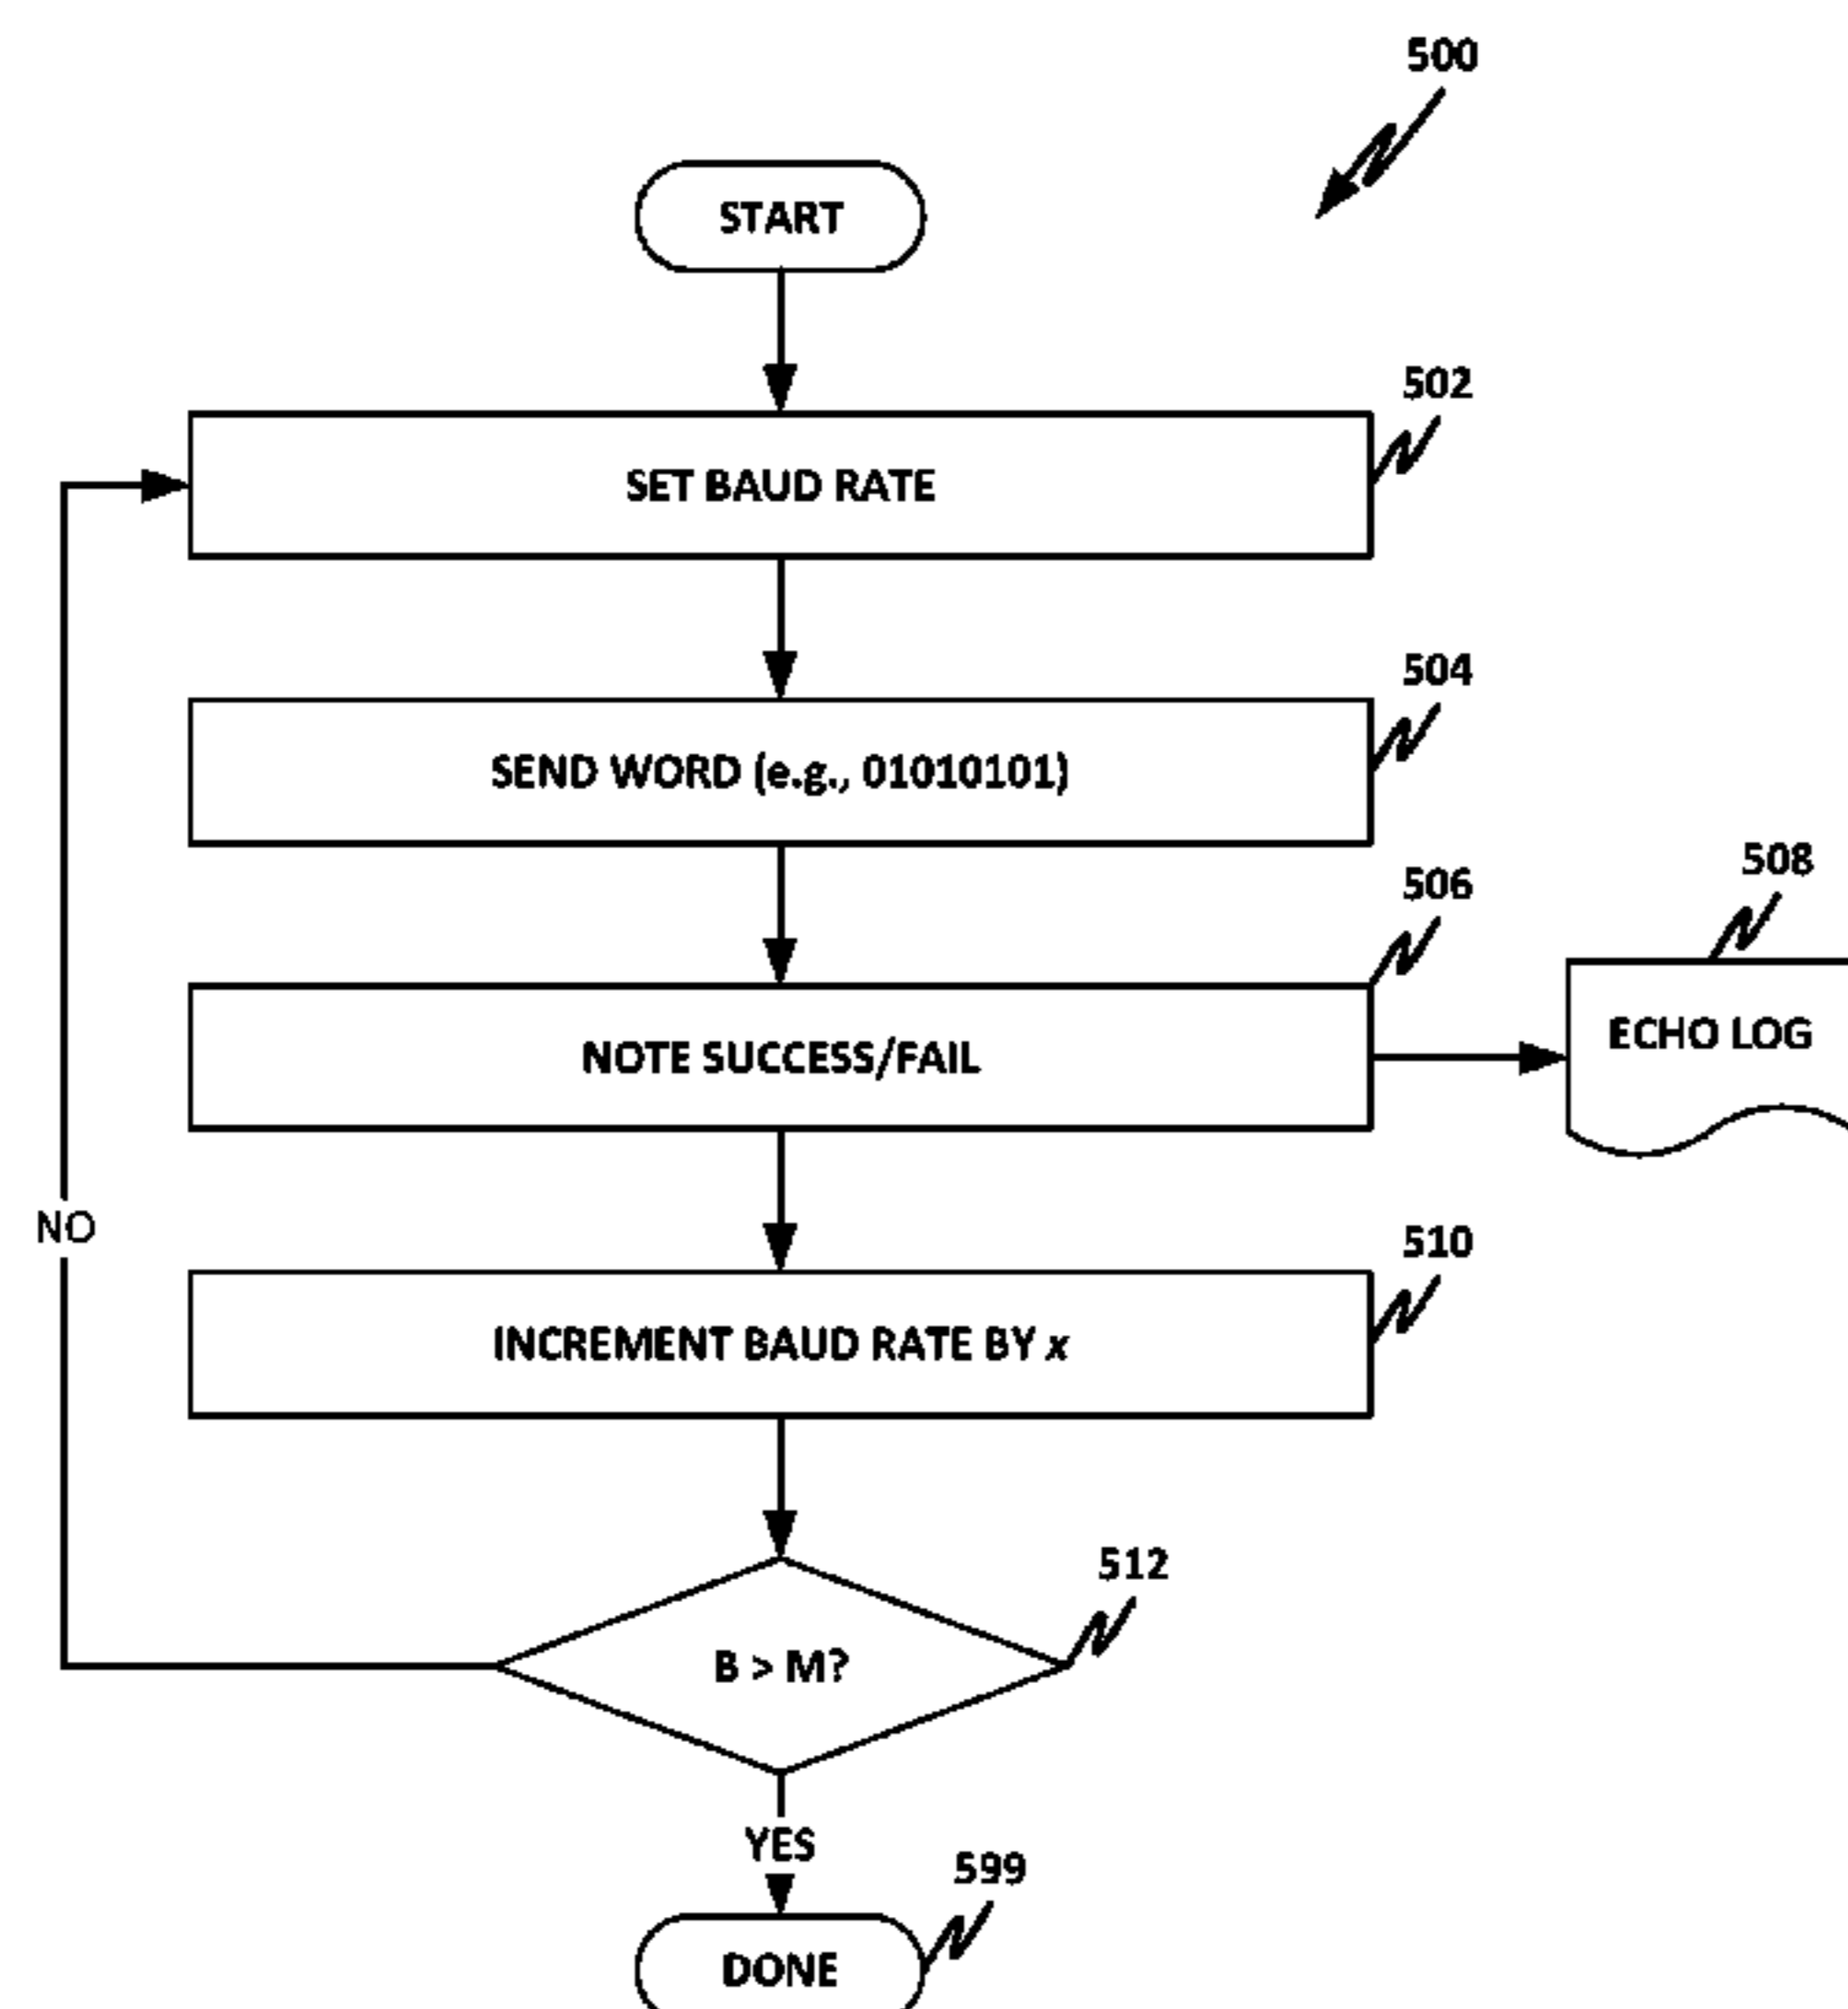 500
START
502
SET BAUD RATE
504
SEND WORD (e.g., 01010101)
508
506
ECHO LOG
NOTE SUCCESS/FAIL
NO
510
INCREMENT BAUD RATE BY x
512
B > M?
YES
599
DONE